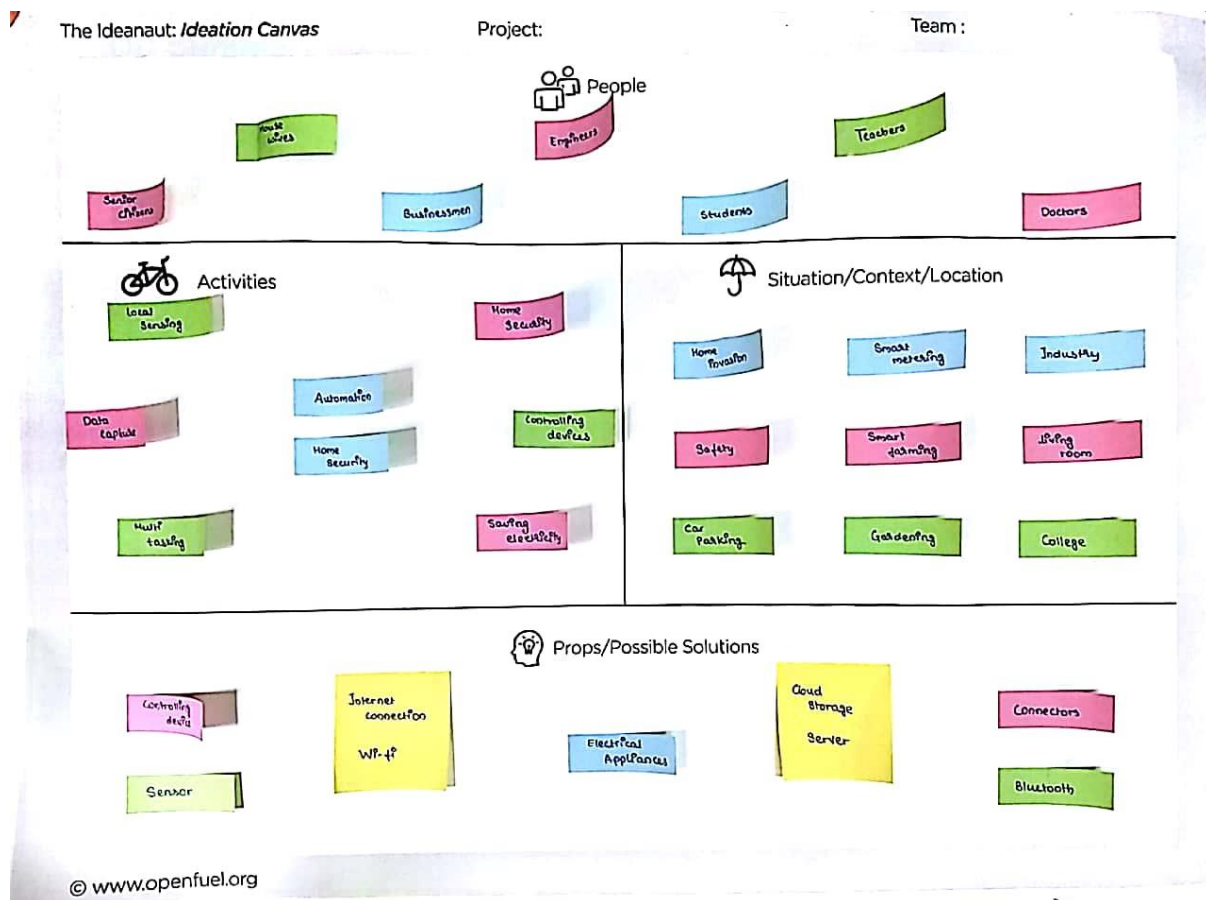 The Ideanaut: Ideation Canvas
Project:
Team :
People
House
wives
Engineers
Teachers
Senior
Citizens
Businessmen
Students
Doctors
Activities
Local
Sensing
Home
Security
Automation
Data
Capture
Controlling
devices
Home
Security
Multi
tasking
Saving
electricity
Situation/Context/Location
Home
invasion
Smart
metering
Industry
Safety
Smart
farming
living
room
Car
Parking
Gardening
College
Props/Possible Solutions
Controlling
device
Internet
connection
Wi-fi
Electrical
Appliances
Cloud
Storage
Server
Connectors
Sensor
Bluetooth
© www.openfuel.org